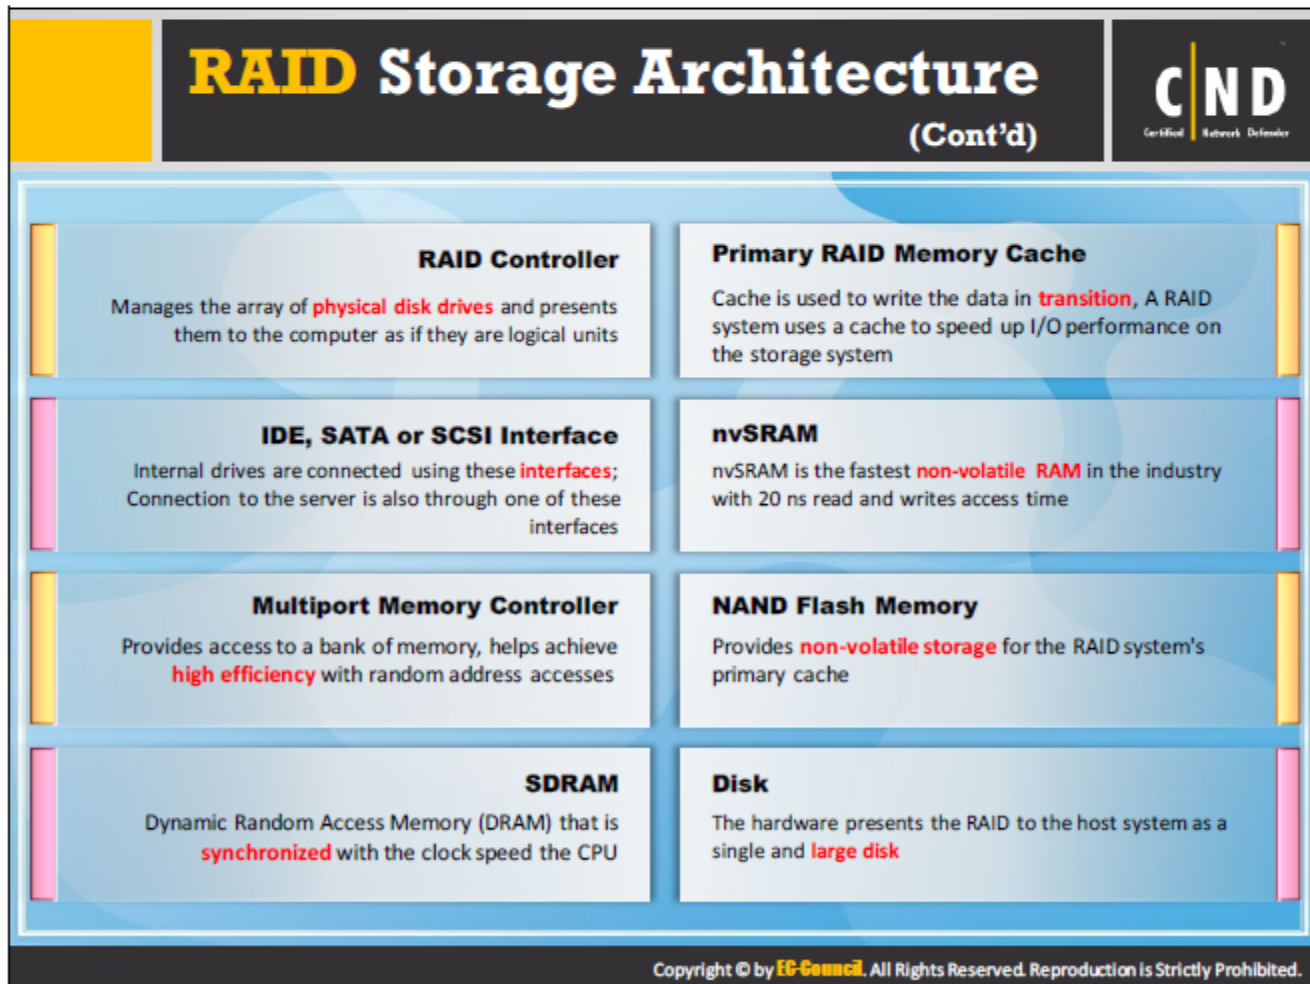 RAID Storage Architecture
(Cont'd)
C|ND
Certified Network Defender
RAID Controller
Manages the array of physical disk drives and presents
them to the computer as if they are logical units
Primary RAID Memory Cache
Cache is used to write the data in transition, A RAID
system uses a cache to speed up I/O performance on
the storage system
IDE, SATA or SCSI Interface
Internal drives are connected using these interfaces;
Connection to the server is also through one of these
interfaces
nvSRAM
nvSRAM is the fastest non-volatile RAM in the industry
with 20 ns read and writes access time
Multiport Memory Controller
Provides access to a bank of memory, helps achieve
high efficiency with random address accesses
NAND Flash Memory
Provides non-volatile storage for the RAID system's
primary cache
SDRAM
Dynamic Random Access Memory (DRAM) that is
synchronized with the clock speed the CPU
Disk
The hardware presents the RAID to the host system as a
single and large disk
Copyright © by EC-Council. All Rights Reserved. Reproduction is Strictly Prohibited.